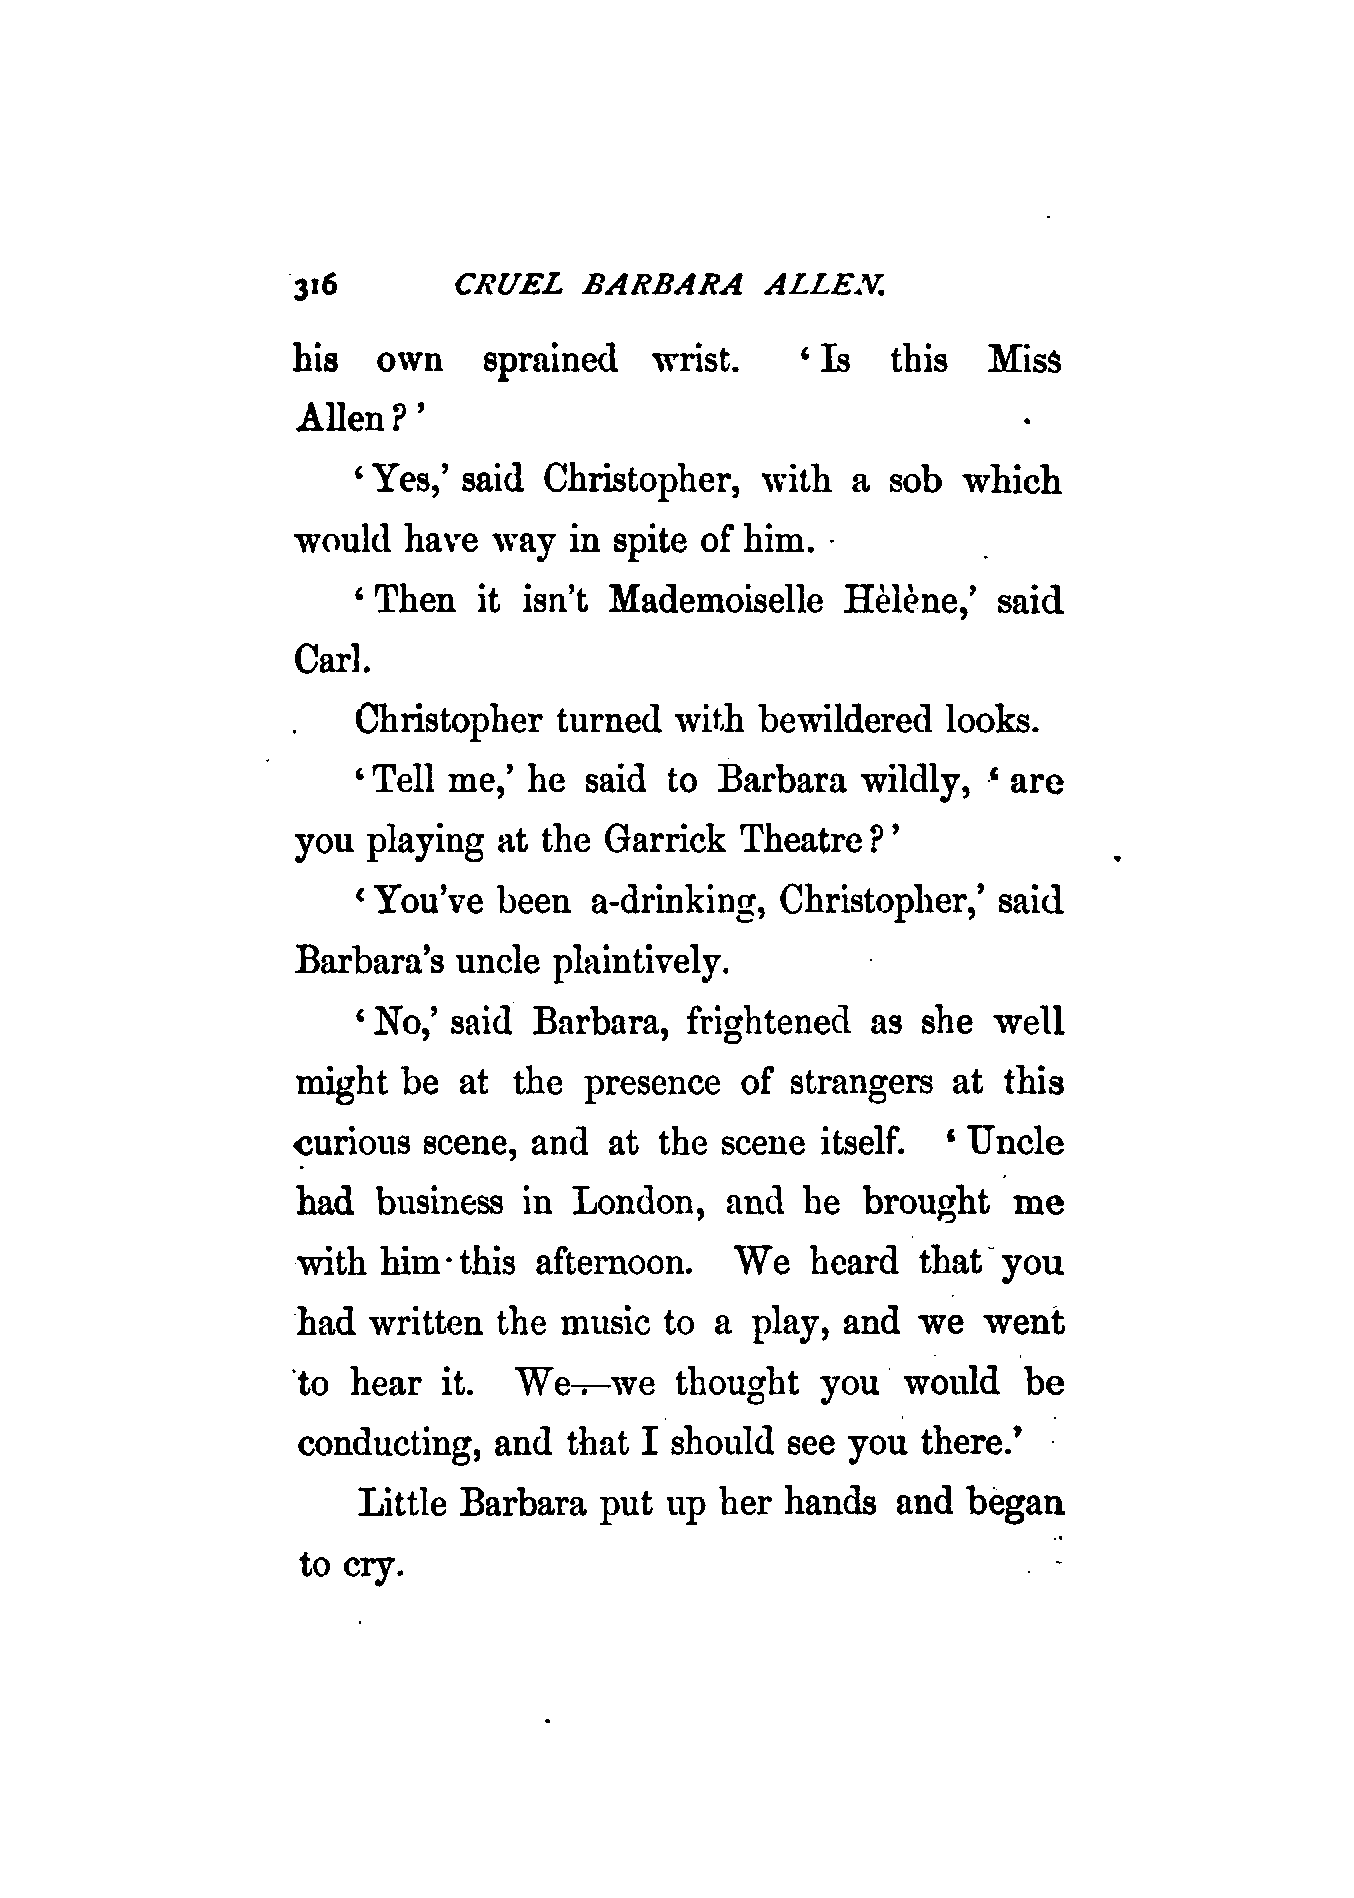 316 CRUEL BARBARA ALLEN.
his own sprained wrist. ‘Is this Miss
Allen?’
‘Yes,’ said Christopher, with a sob which
would have way in spite of him.
‘Then it isn’t Mademoiselle Hèlène,’ said
Carl.
Christopher turned with bewildered looks.
‘Tell me,’ he said to Barbara wildly, ‘are
you playing at the Garrick Theatre?’
‘You’ve been a-drinking, Christopher,’ said
Barbara’s uncle plaintively.
‘No,’ said Barbara, frightened as she well
might be at the presence of strangers at this
curious scene, and at the scene itself. ‘Uncle
had business in London, and he brought me
with him this afternoon. We heard that you
had written the music to a play, and we went
to hear it. We—we thought you would be
conducting, and that I should see you there.’
Little Barbara put up her hands and began
to cry.